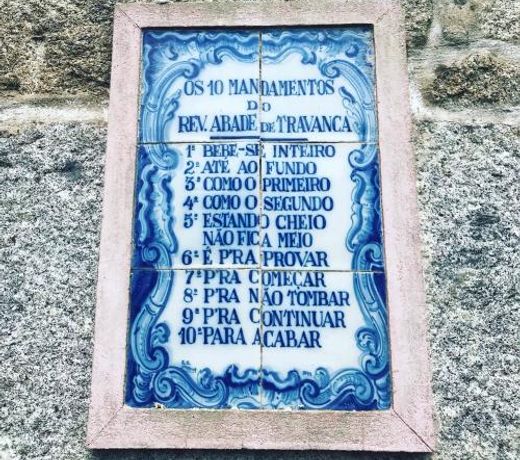 OS 10 MANDAMENTOS
DO
REV. ABADE DE TRAVANCA
1º BEBE-SE INTEIRO
2º ATÉ AO FUNDO
3º COMO O PRIMEIRO
4º COMO O SEGUNDO
5º ESTANDO CHEIO
NÃO FICA MEIO
6º É P'RA PROVAR
7º P'RA COMEÇAR
8º P'RA NÃO TOMBAR
9º P'RA CONTINUAR
10º PARA ACABAR